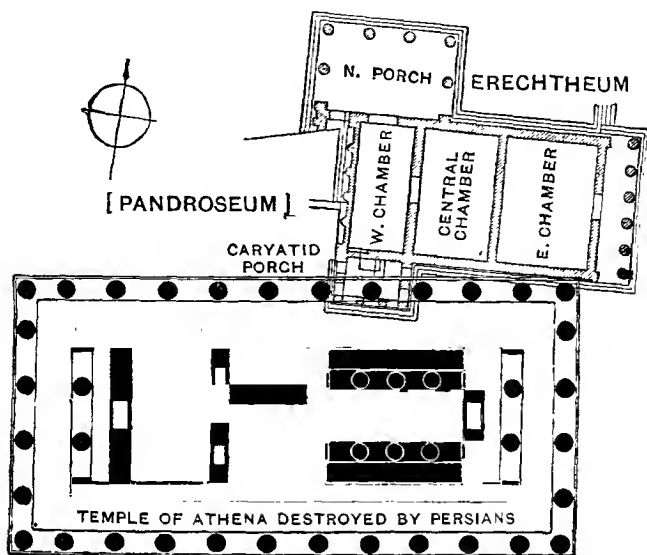 N. PORCH
ERECHTHEUM
[PANDROSEUM]
W. CHAMBER
CENTRAL
CHAMBER
E. CHAMBER
CARYATID
PORCH
TEMPLE OF ATHENA DESTROYED BY PERSIANS